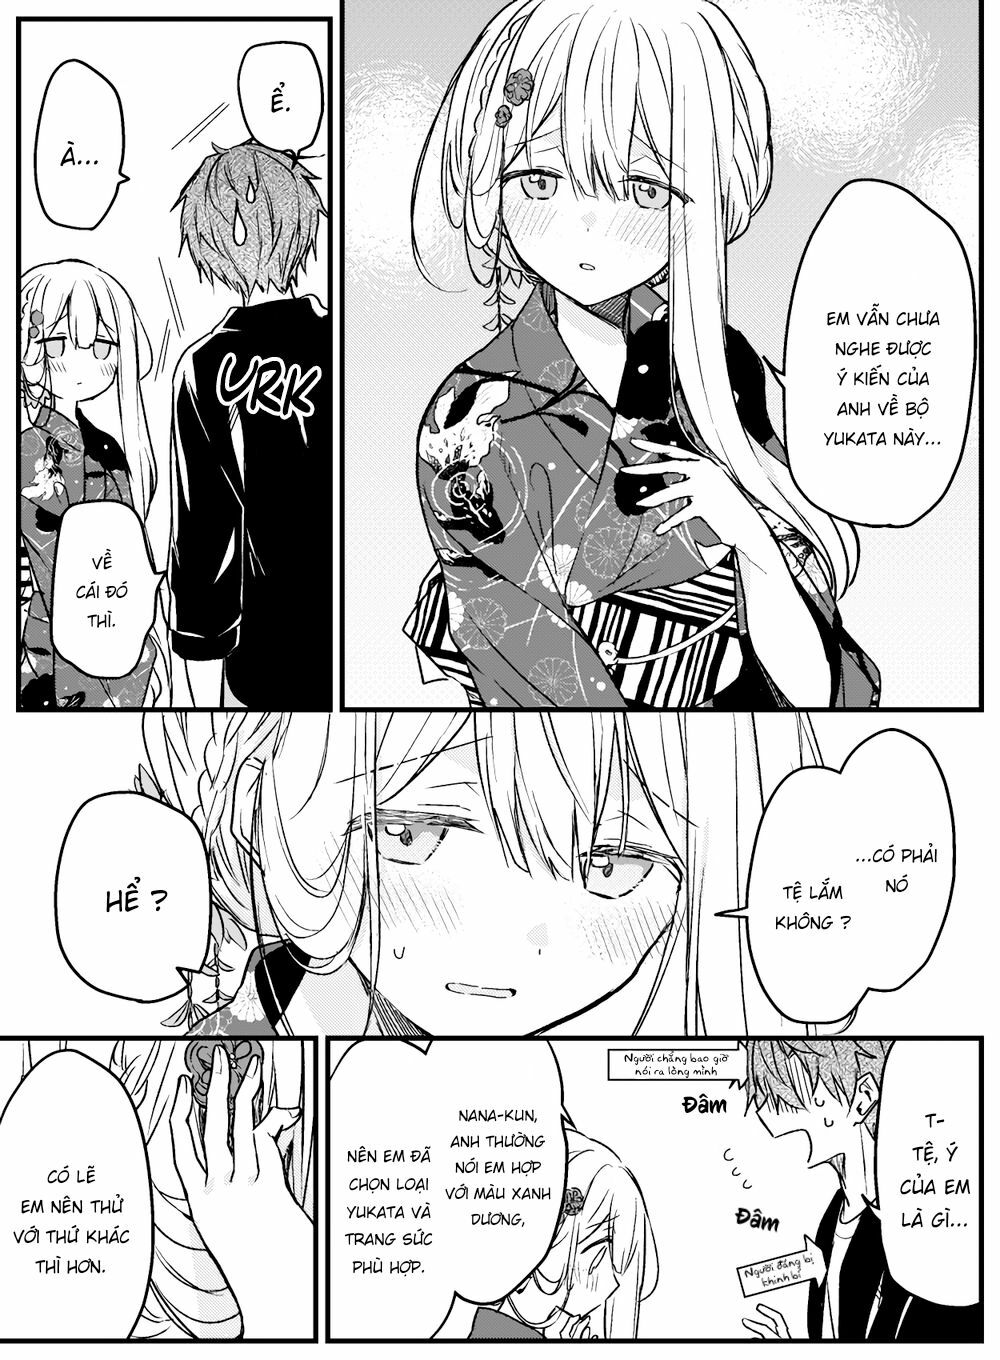 EM VẪN CHƯA
NGHE ĐƯỢC
Ý KIẾN CỦA
ANH VỀ BỘ
YUKATA NÀY...
Ể.
À...
URK
VỀ
CÁI ĐÓ
THÌ.
...CÓ PHẢI
NÓ
TỆ LẮM
KHÔNG ?
HỂ ?
T-
TỆ, Ý
CỦA EM
LÀ GÌ...
Người chẳng bao giờ
nói ra lòng mình
Đâm
Đâm
Người đáng bị
khinh bỉ
NANA-KUN,
ANH THƯỜNG
NÓI EM HỢP
VỚI MÀU XANH
DƯƠNG,
NÊN EM ĐÃ
CHỌN LOẠI
YUKATA VÀ
TRANG SỨC
PHÙ HỢP.
CÓ LẼ
EM NÊN THỬ
VỚI THỨ KHÁC
THÌ HƠN.